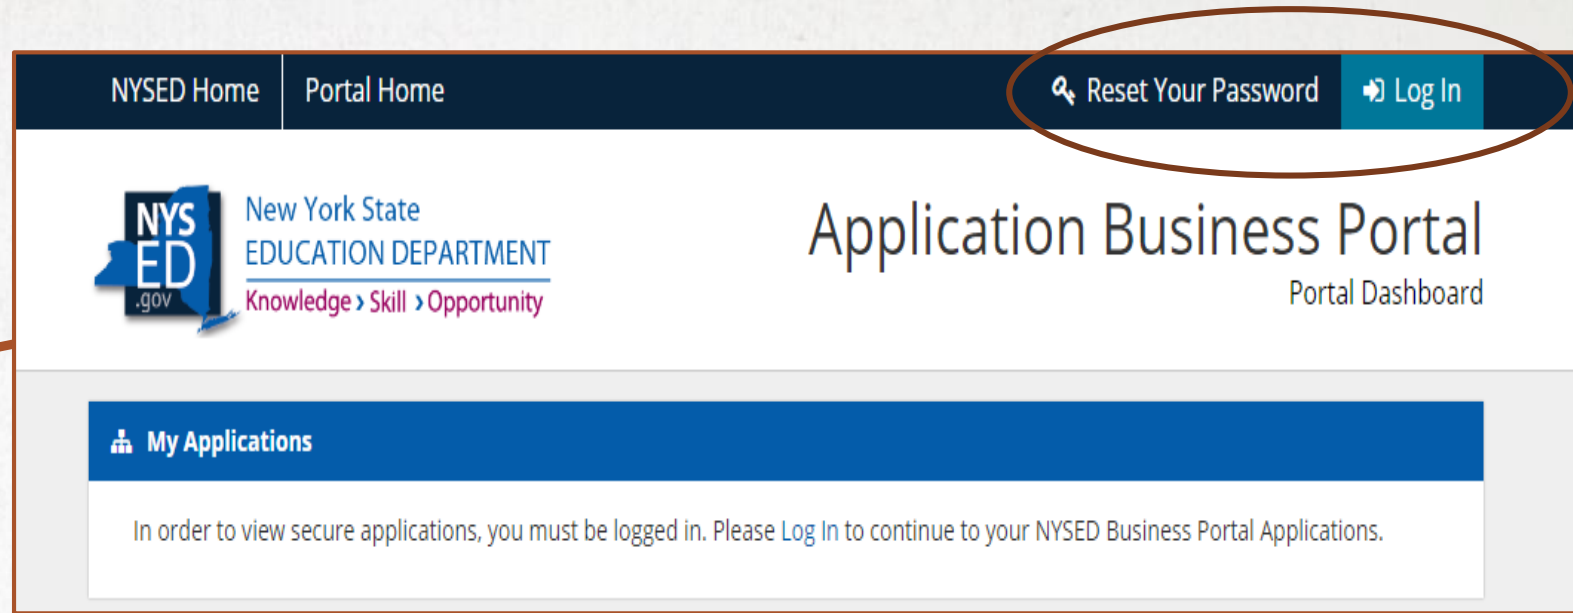 NYSED Home Portal Home Reset Your Password Log In
NYS
ED
.gov
New York State
EDUCATION DEPARTMENT
Knowledge › Skill › Opportunity
Application Business Portal
Portal Dashboard
My Applications
In order to view secure applications, you must be logged in. Please Log In to continue to your NYSED Business Portal Applications.